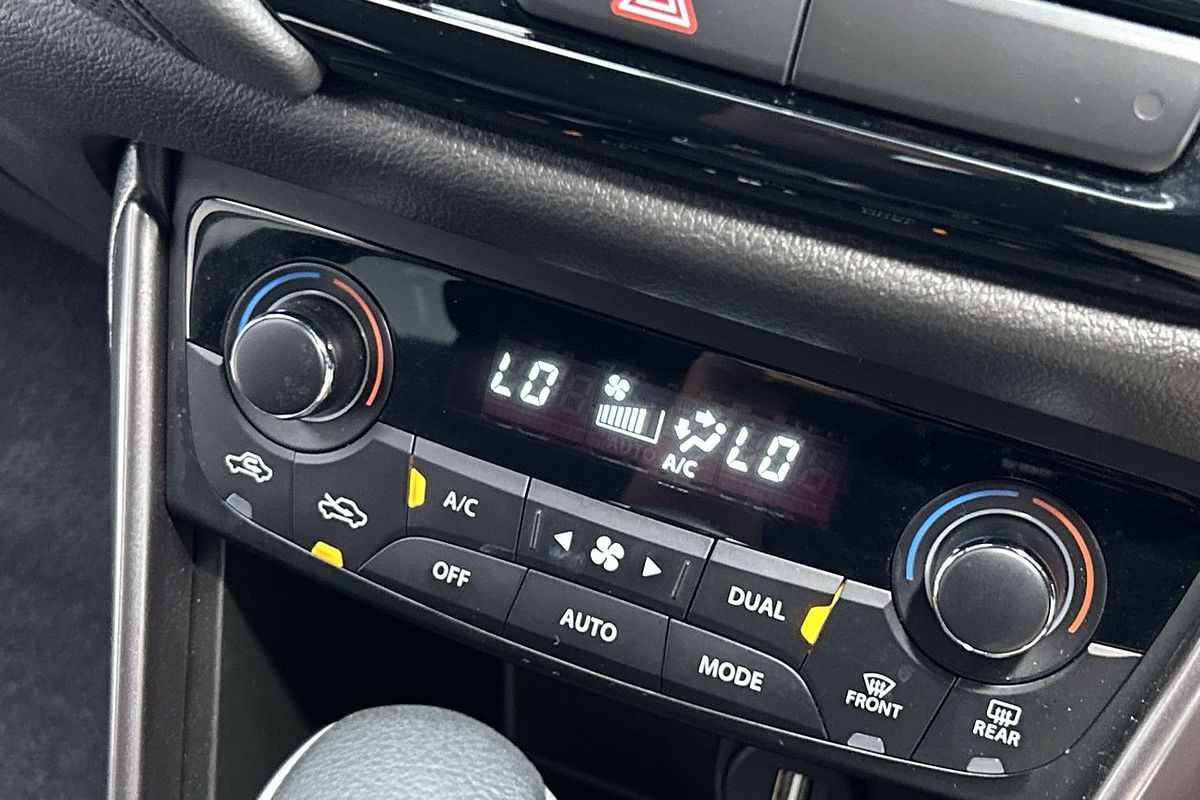 LO
AUTO
A/C
LO
A/C
DUAL
OFF
AUTO
MODE
FRONT
REAR